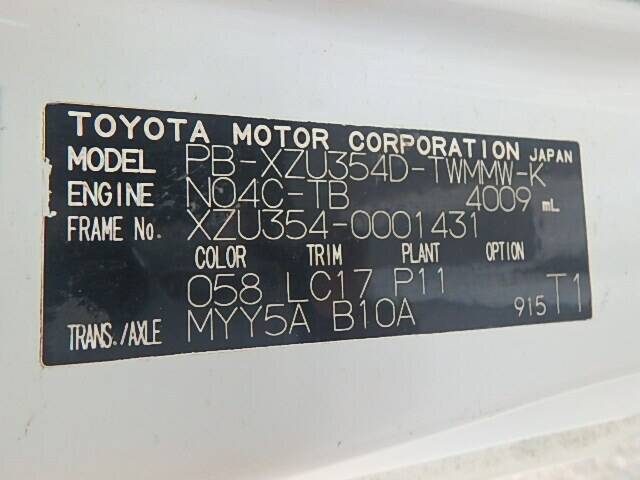 TOYOTA MOTOR CORPORATION JAPAN
MODEL PB-XZU354D-TWMMW-K
ENGINE N04C-TB 4009 mL
FRAME No. XZU354-0001431
COLOR TRIM PLANT OPTION
058 LC17 P11
TRANS./AXLE MYY5A B10A 915 T1